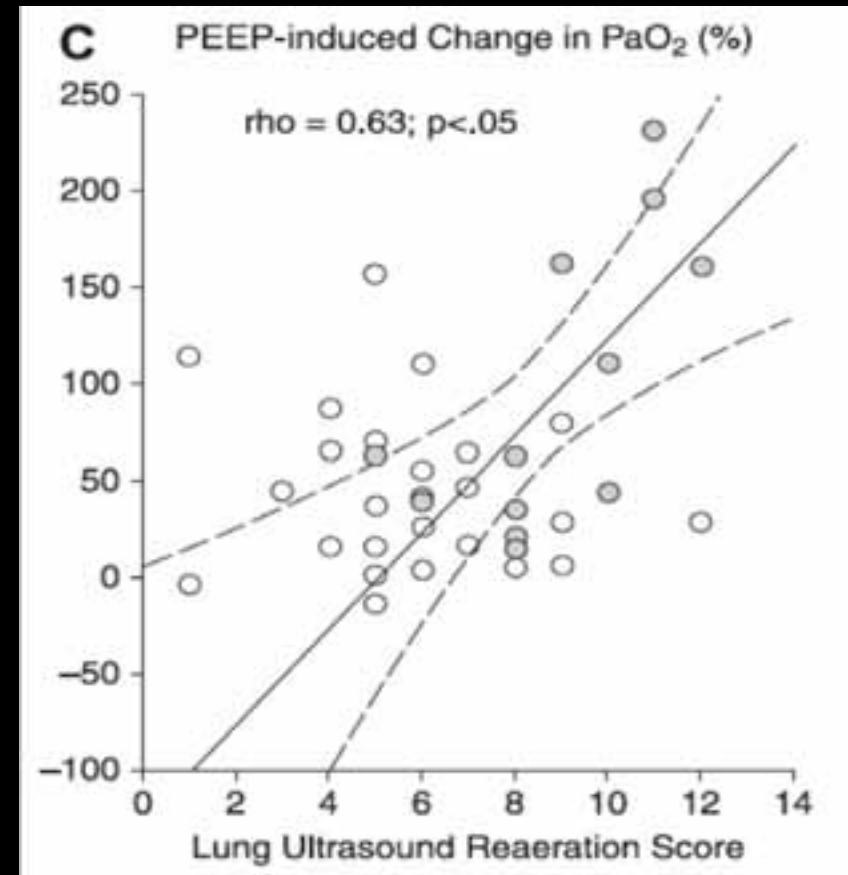 C PEEP-induced Change in PaO₂ (%)
rho = 0.63; p<.05
250
200
150
100
50
0
–50
–100
0 2 4 6 8 10 12 14
Lung Ultrasound Reaeration Score